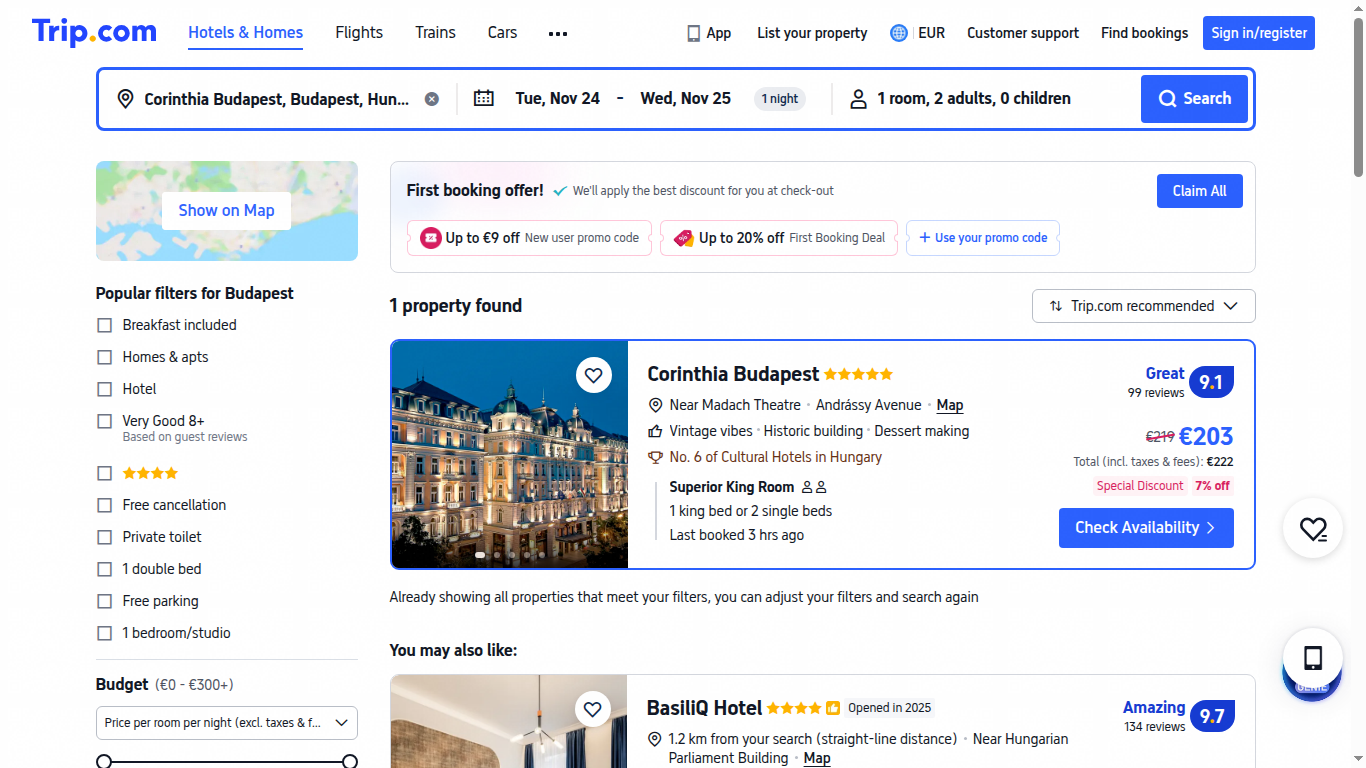 Trip.com
Hotels & Homes
Flights
Trains
Cars
App
List your property
EUR
Customer support
Find bookings
Sign in/register
Corinthia Budapest, Budapest, Hun...
Tue, Nov 24 - Wed, Nov 25
1 night
1 room, 2 adults, 0 children
Search
Show on Map
First booking offer!
We'll apply the best discount for you at check-out
Claim All
Up to €9 off New user promo code
Up to 20% off First Booking Deal
+ Use your promo code
Popular filters for Budapest
Breakfast included
Homes & apts
Hotel
Very Good 8+
Based on guest reviews
Free cancellation
Private toilet
1 double bed
Free parking
1 bedroom/studio
Budget (€0 - €300+)
Price per room per night (excl. taxes & f...
1 property found
Trip.com recommended
Corinthia Budapest
Great
99 reviews
9.1
Near Madach Theatre · Andrássy Avenue · Map
Vintage vibes · Historic building · Dessert making
No. 6 of Cultural Hotels in Hungary
€219 €203
Total (incl. taxes & fees): €222
Special Discount 7% off
Superior King Room
1 king bed or 2 single beds
Last booked 3 hrs ago
Check Availability
Already showing all properties that meet your filters, you can adjust your filters and search again
You may also like:
BasiliQ Hotel
Opened in 2025
Amazing
134 reviews
9.7
1.2 km from your search (straight-line distance) · Near Hungarian
Parliament Building · Map